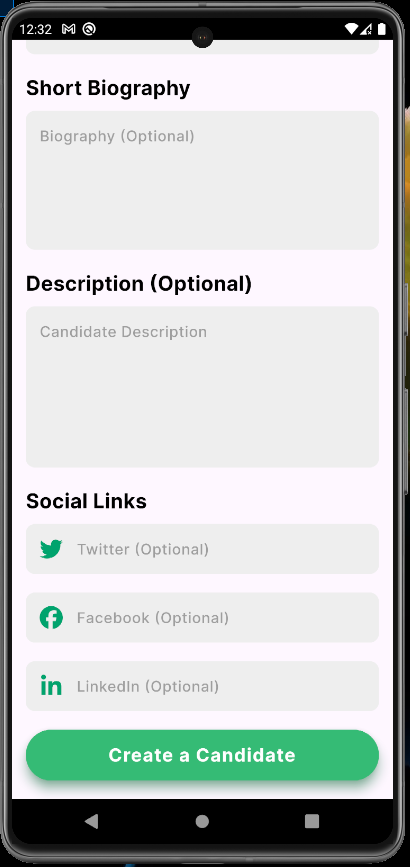 12:32
Short Biography
Biography (Optional)
Description (Optional)
Candidate Description
Social Links
Twitter (Optional)
Facebook (Optional)
LinkedIn (Optional)
Create a Candidate